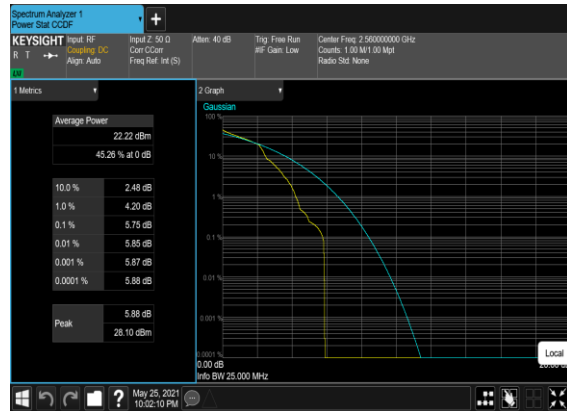 Spectrum Analyzer 1
Power Stat CCDF
KEYSIGHT
R T
LV
Input: RF
Coupling: DC
Align: Auto
Input Z: 50 Ω
Corr CCorr
Freq Ref: Int (S)
Atten: 40 dB
Trig: Free Run
#IF Gain: Low
Center Freq: 2.560000000 GHz
Counts: 1.00 M/1.00 Mpt
Radio Std: None
1 Metrics
Average Power
22.22 dBm
45.26 % at 0 dB
10.0 % 2.48 dB
1.0 % 4.20 dB
0.1 % 5.75 dB
0.01 % 5.85 dB
0.001 % 5.87 dB
0.0001 % 5.88 dB
Peak
5.88 dB
28.10 dBm
2 Graph
Gaussian
100 %
10 %
1 %
0.1 %
0.01 %
0.001 %
0.0001 %
0.00 dB
Info BW 25.000 MHz
Local
?
May 25, 2021
10:02:10 PM